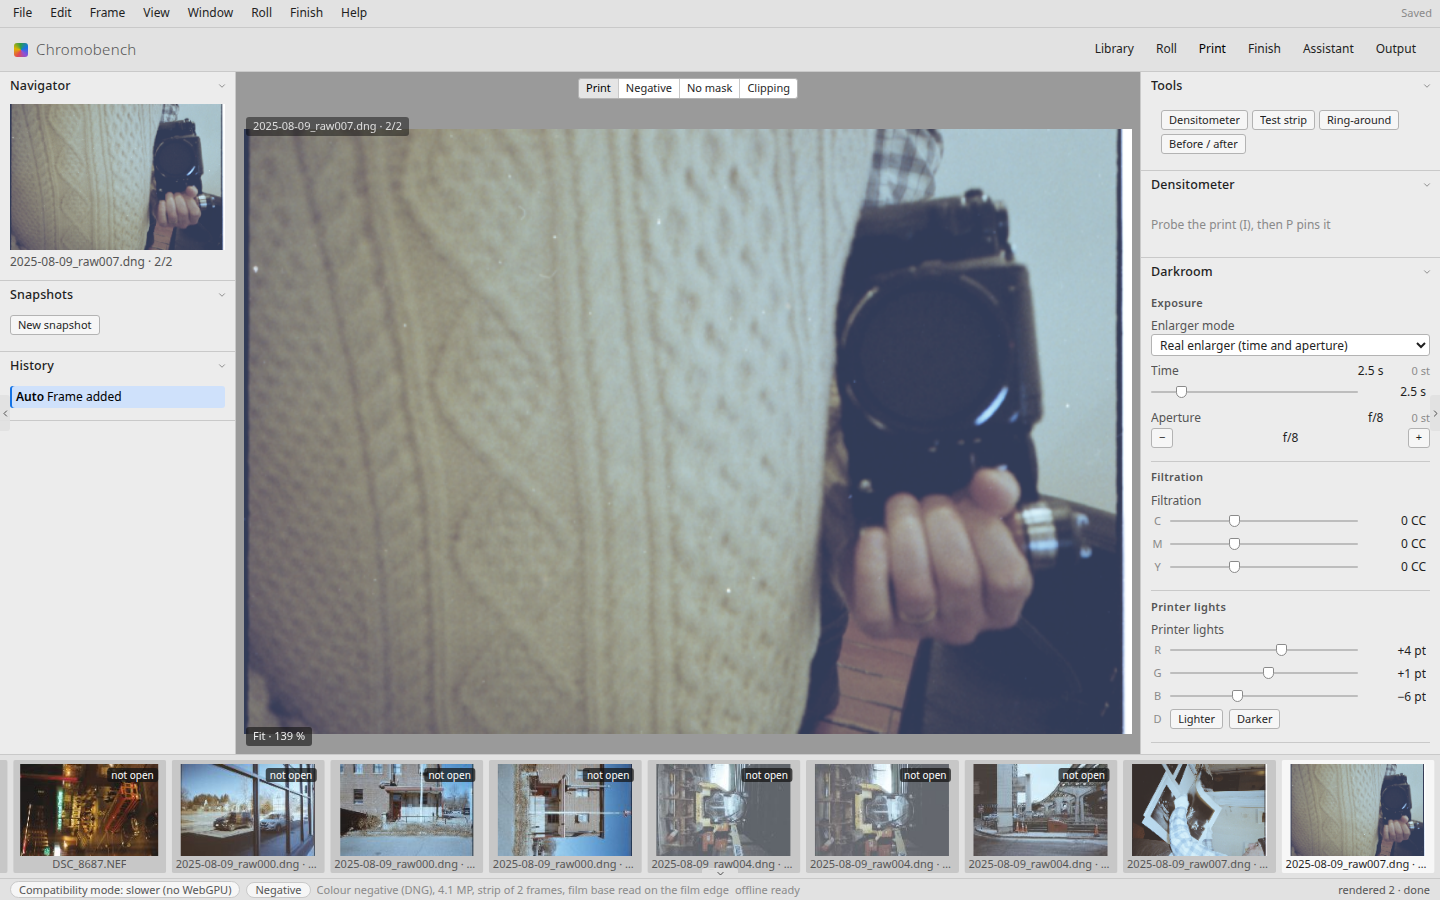 File Edit Frame View Window Roll Finish Help Saved
Chromobench Library Roll Print Finish Assistant Output
Navigator
2025-08-09_raw007.dng · 2/2
Snapshots
New snapshot
History
Auto Frame added
Print Negative No mask Clipping
2025-08-09_raw007.dng · 2/2
Fit · 139 %
Tools
Densitometer Test strip Ring-around
Before / after
Densitometer
Probe the print (I), then P pins it
Darkroom
Exposure
Enlarger mode
Real enlarger (time and aperture)
Time 2.5 s 0 st
2.5 s
Aperture f/8 0 st
− f/8 +
Filtration
Filtration
C 0 CC
M 0 CC
Y 0 CC
Printer lights
Printer lights
R +4 pt
G +1 pt
B −6 pt
D Lighter Darker
not open not open not open not open not open not open not open
DSC_8687.NEF 2025-08-09_raw000.dng · ... 2025-08-09_raw000.dng · ... 2025-08-09_raw000.dng · ... 2025-08-09_raw004.dng · ... 2025-08-09_raw004.dng · ... 2025-08-09_raw004.dng · ... 2025-08-09_raw007.dng · ... 2025-08-09_raw007.dng · ...
Compatibility mode: slower (no WebGPU) Negative Colour negative (DNG), 4.1 MP, strip of 2 frames, film base read on the film edge offline ready rendered 2 · done